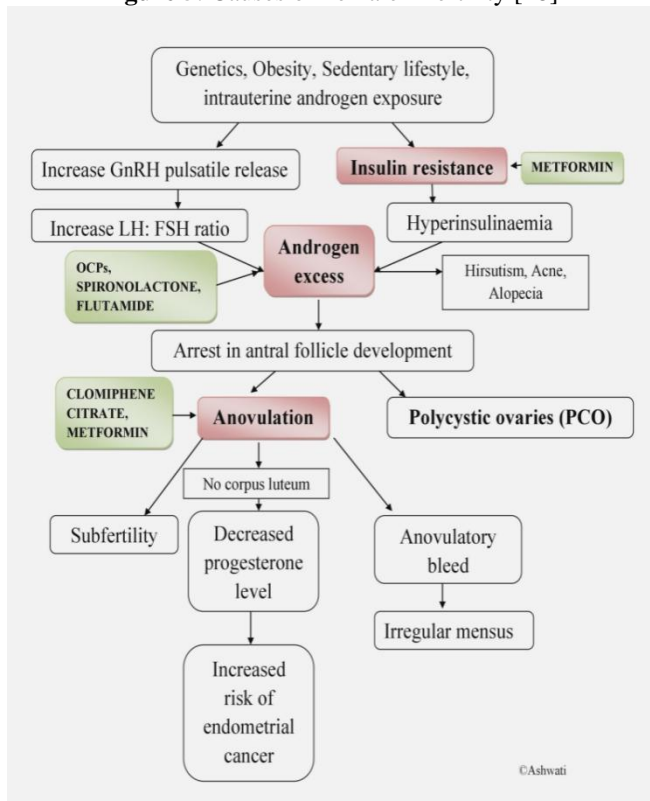 Genetics, Obesity, Sedentary lifestyle,
intrauterine androgen exposure
Increase GnRH pulsatile release
Insulin resistance
METFORMIN
Increase LH: FSH ratio
Hyperinsulinaemia
Androgen
excess
OCPs,
SPIRONOLACTONE,
FLUTAMIDE
Hirsutism, Acne,
Alopecia
Arrest in antral follicle development
CLOMIPHENE
CITRATE,
METFORMIN
Anovulation
Polycystic ovaries (PCO)
No corpus luteum
Subfertility
Decreased
progesterone
level
Anovulatory
bleed
Irregular mensus
Increased
risk of
endometrial
cancer
©Ashwati